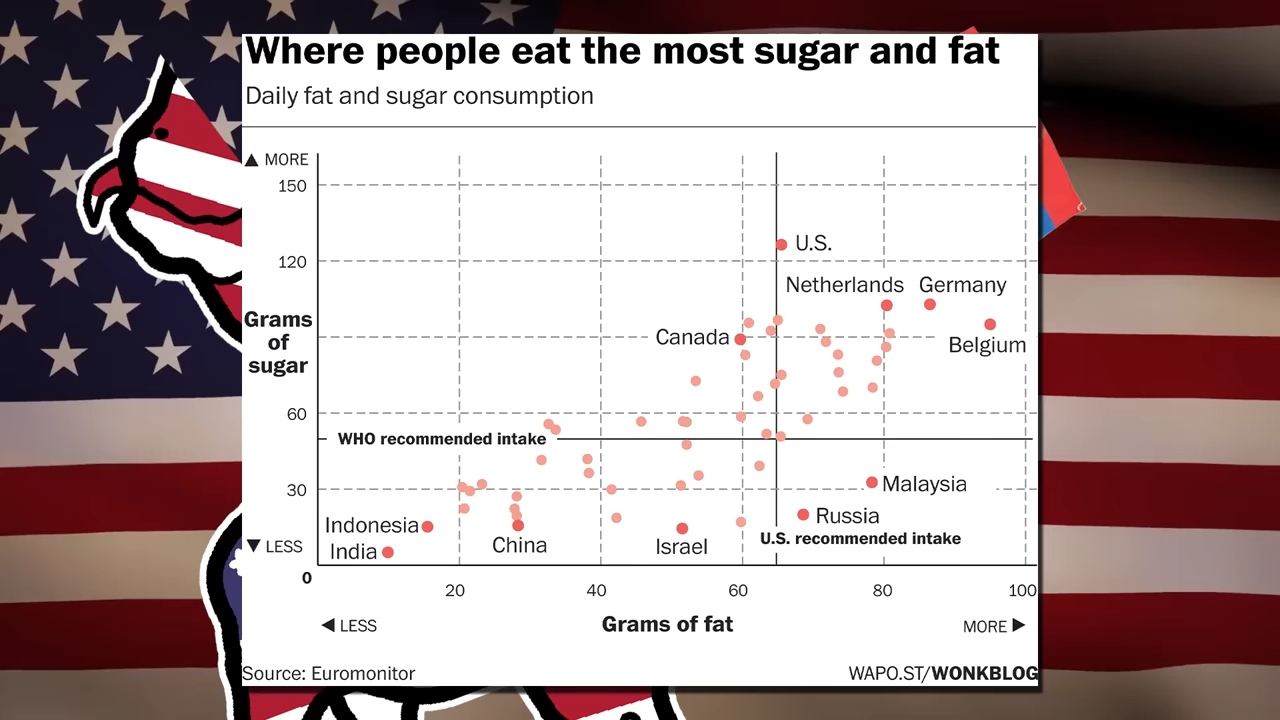 Where people eat the most sugar and fat
Daily fat and sugar consumption
▲ MORE
150
120
Grams
of
sugar
60
30
▼ LESS
0
U.S.
Netherlands
Germany
Canada
Belgium
WHO recommended intake
Malaysia
Indonesia
Russia
India
China
Israel
U.S. recommended intake
20
40
60
80
100
◀ LESS
Grams of fat
MORE ▶
Source: Euromonitor
WAPO.ST/WONKBLOG